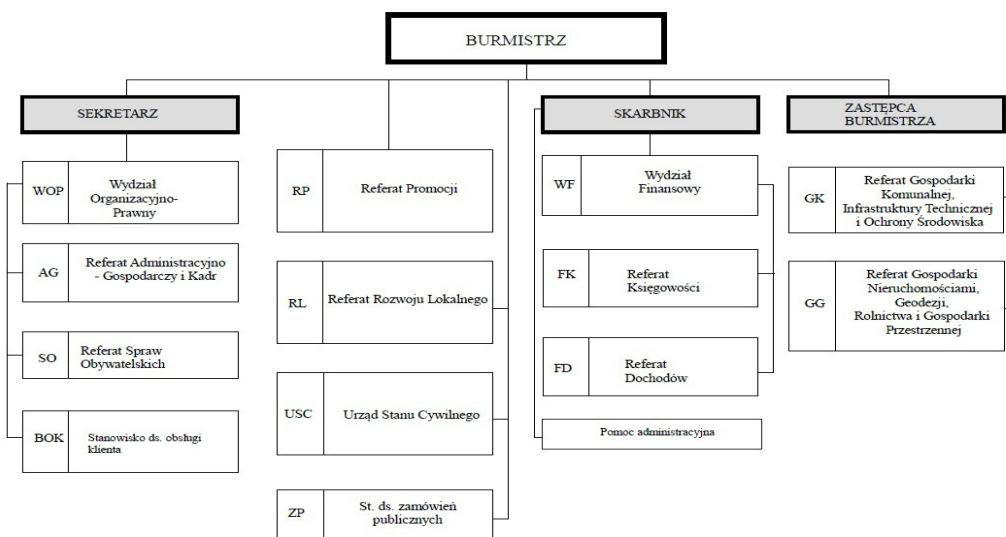 BURMISTRZ
SEKRETARZ
WOP
Wydział
Organizacyjno-
Prawny
AG
Referat Administracyjno
- Gospodarczy i Kadr
SO
Referat Spraw
Obywatelskich
BOK
Stanowisko ds. obsługi
klienta
RP
Referat Promocji
RL
Referat Rozwoju Lokalnego
USC
Urząd Stanu Cywilnego
ZP
St. ds. zamówień
publicznych
SKARBNIK
WF
Wydział
Finansowy
FK
Referat
Księgowości
FD
Referat
Dochodów
Pomoc administracyjna
ZASTĘPCA
BURMISTRZA
GK
Referat Gospodarki
Komunalnej,
Infrastruktury Technicznej
i Ochrony Środowiska
GG
Referat Gospodarki
Nieruchomościami,
Geodezji,
Rolnictwa i Gospodarki
Przestrzennej